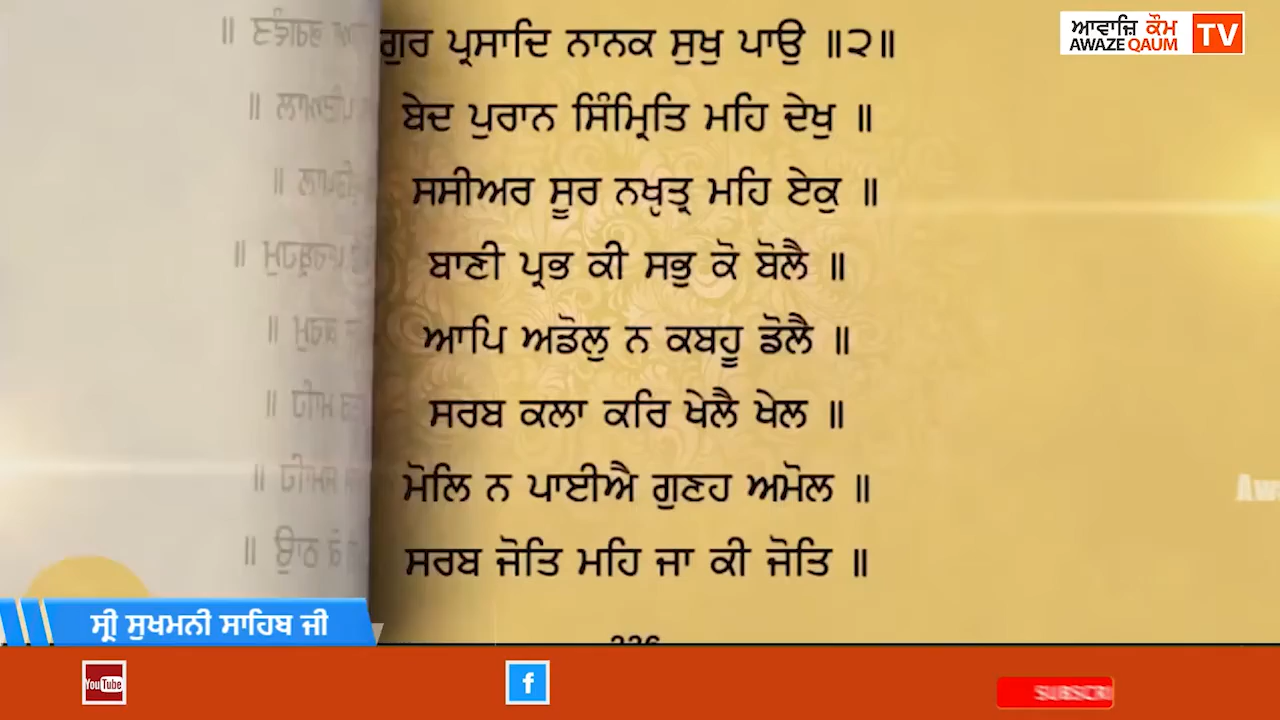 ਆਵਾਜ਼ਿ ਕੌਮ
AWAZE QAUM TV
ਗੁਰ ਪ੍ਰਸਾਦਿ ਨਾਨਕ ਸੁਖੁ ਪਾਉ ॥੨॥
ਬੇਦ ਪੁਰਾਨ ਸਿੰਮ੍ਰਿਤਿ ਮਹਿ ਦੇਖੁ ॥
ਸਸੀਅਰ ਸੂਰ ਨਖੵਤ੍ਰ ਮਹਿ ਏਕੁ ॥
ਬਾਣੀ ਪ੍ਰਭ ਕੀ ਸਭੁ ਕੋ ਬੋਲੈ ॥
ਆਪਿ ਅਡੋਲੁ ਨ ਕਬਹੂ ਡੋਲੈ ॥
ਸਰਬ ਕਲਾ ਕਰਿ ਖੇਲੈ ਖੇਲ ॥
ਮੋਲਿ ਨ ਪਾਈਐ ਗੁਣਹ ਅਮੋਲ ॥
ਸਰਬ ਜੋਤਿ ਮਹਿ ਜਾ ਕੀ ਜੋਤਿ ॥
ਸ੍ਰੀ ਸੁਖਮਨੀ ਸਾਹਿਬ ਜੀ
YouTube